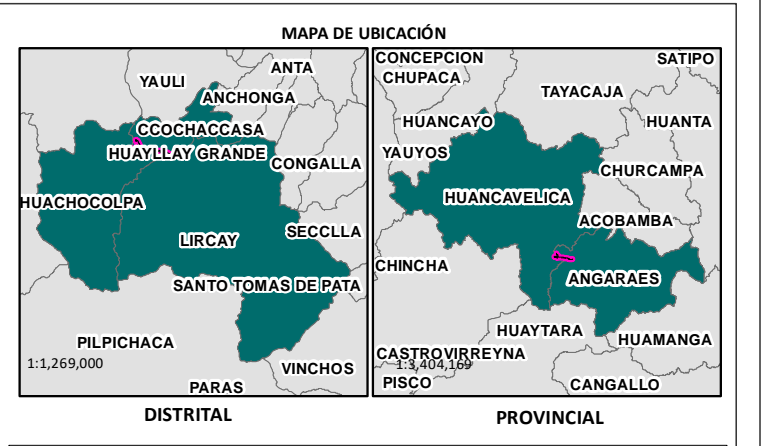 MAPA DE UBICACIÓN
YAULI
ANTA
ANCHONGA
CCOCHACCASA
HUAYLLAY GRANDE
CONGALLA
HUACHOCOLPA
LIRCAY
SECCLLA
SANTO TOMAS DE PATA
PILPICHACA
1:1,269,000
VINCHOS
PARAS
DISTRITAL
CONCEPCION
SATIPO
CHUPACA
TAYACAJA
HUANCAYO
HUANTA
YAUYOS
CHURCAMPA
HUANCAVELICA
ACOBAMBA
CHINCHA
ANGARAES
HUAYTARA
HUAMANGA
CASTROVIRREYNA
1:3,404,169
PISCO
CANGALLO
PROVINCIAL